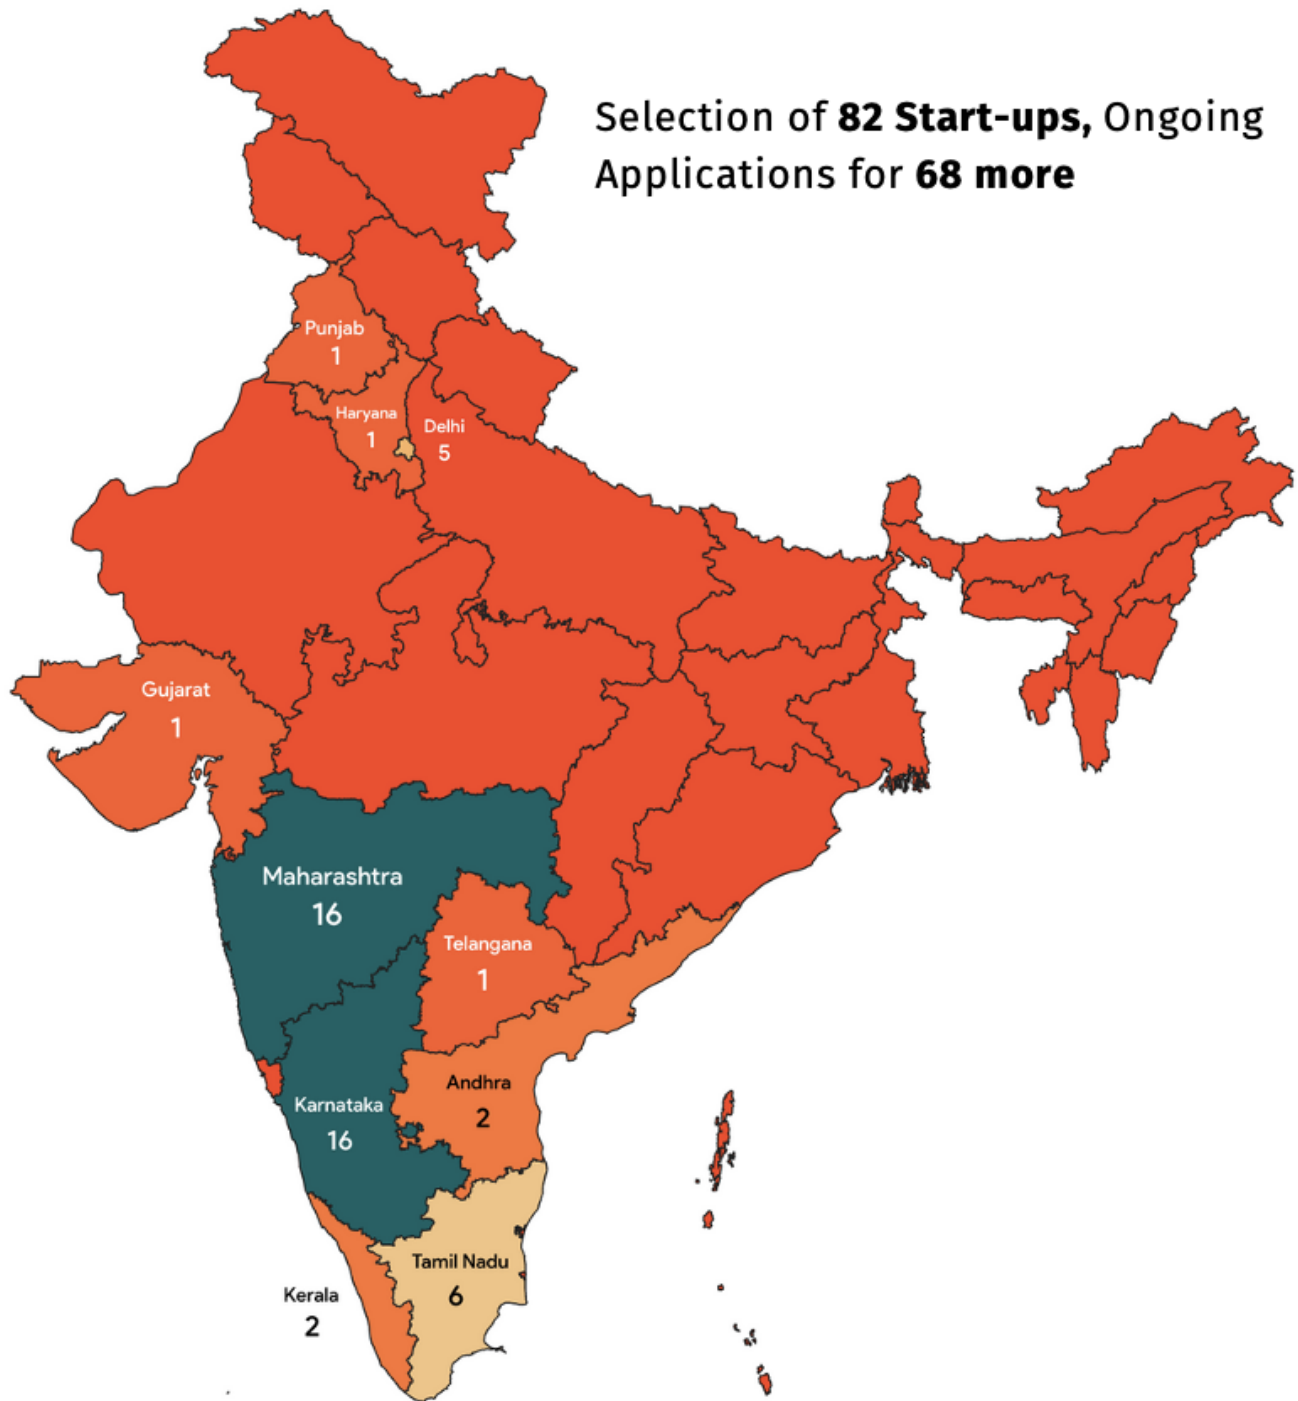 Selection of 82 Start-ups, Ongoing
Applications for 68 more
Punjab
1
Haryana
1
Delhi
5
Gujarat
1
Maharashtra
16
Telangana
1
Andhra
2
Karnataka
16
Tamil Nadu
6
Kerala
2